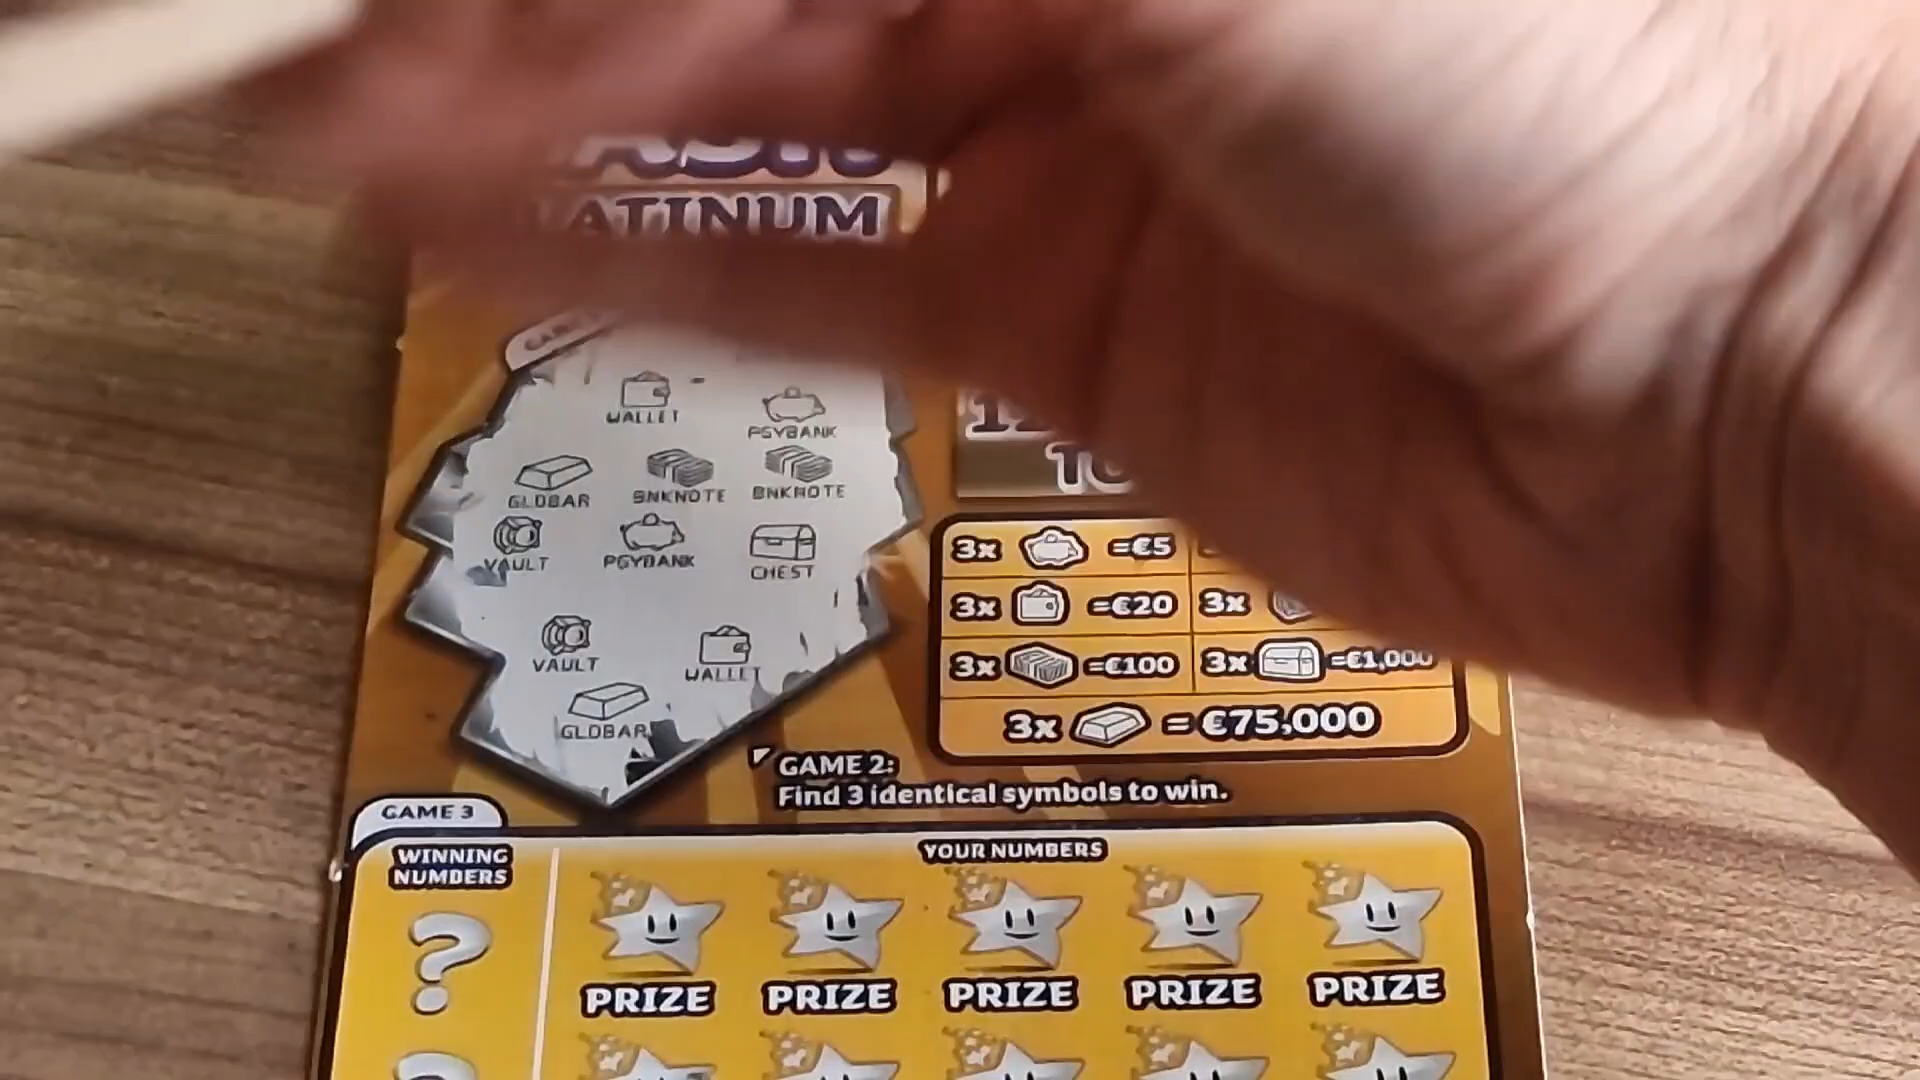 PLATINUM
WALLET
PGYBANK
GLDBAR
BNKNOTE
BNKNOTE
VAULT
PGYBANK
CHEST
VAULT
WALLET
GLDBAR
3x =€5
3x =€20
3x
3x =€100
3x =€1,000
3x = €75,000
GAME 2:
Find 3 identical symbols to win.
GAME 3
WINNING
NUMBERS
YOUR NUMBERS
?
PRIZE PRIZE PRIZE PRIZE PRIZE